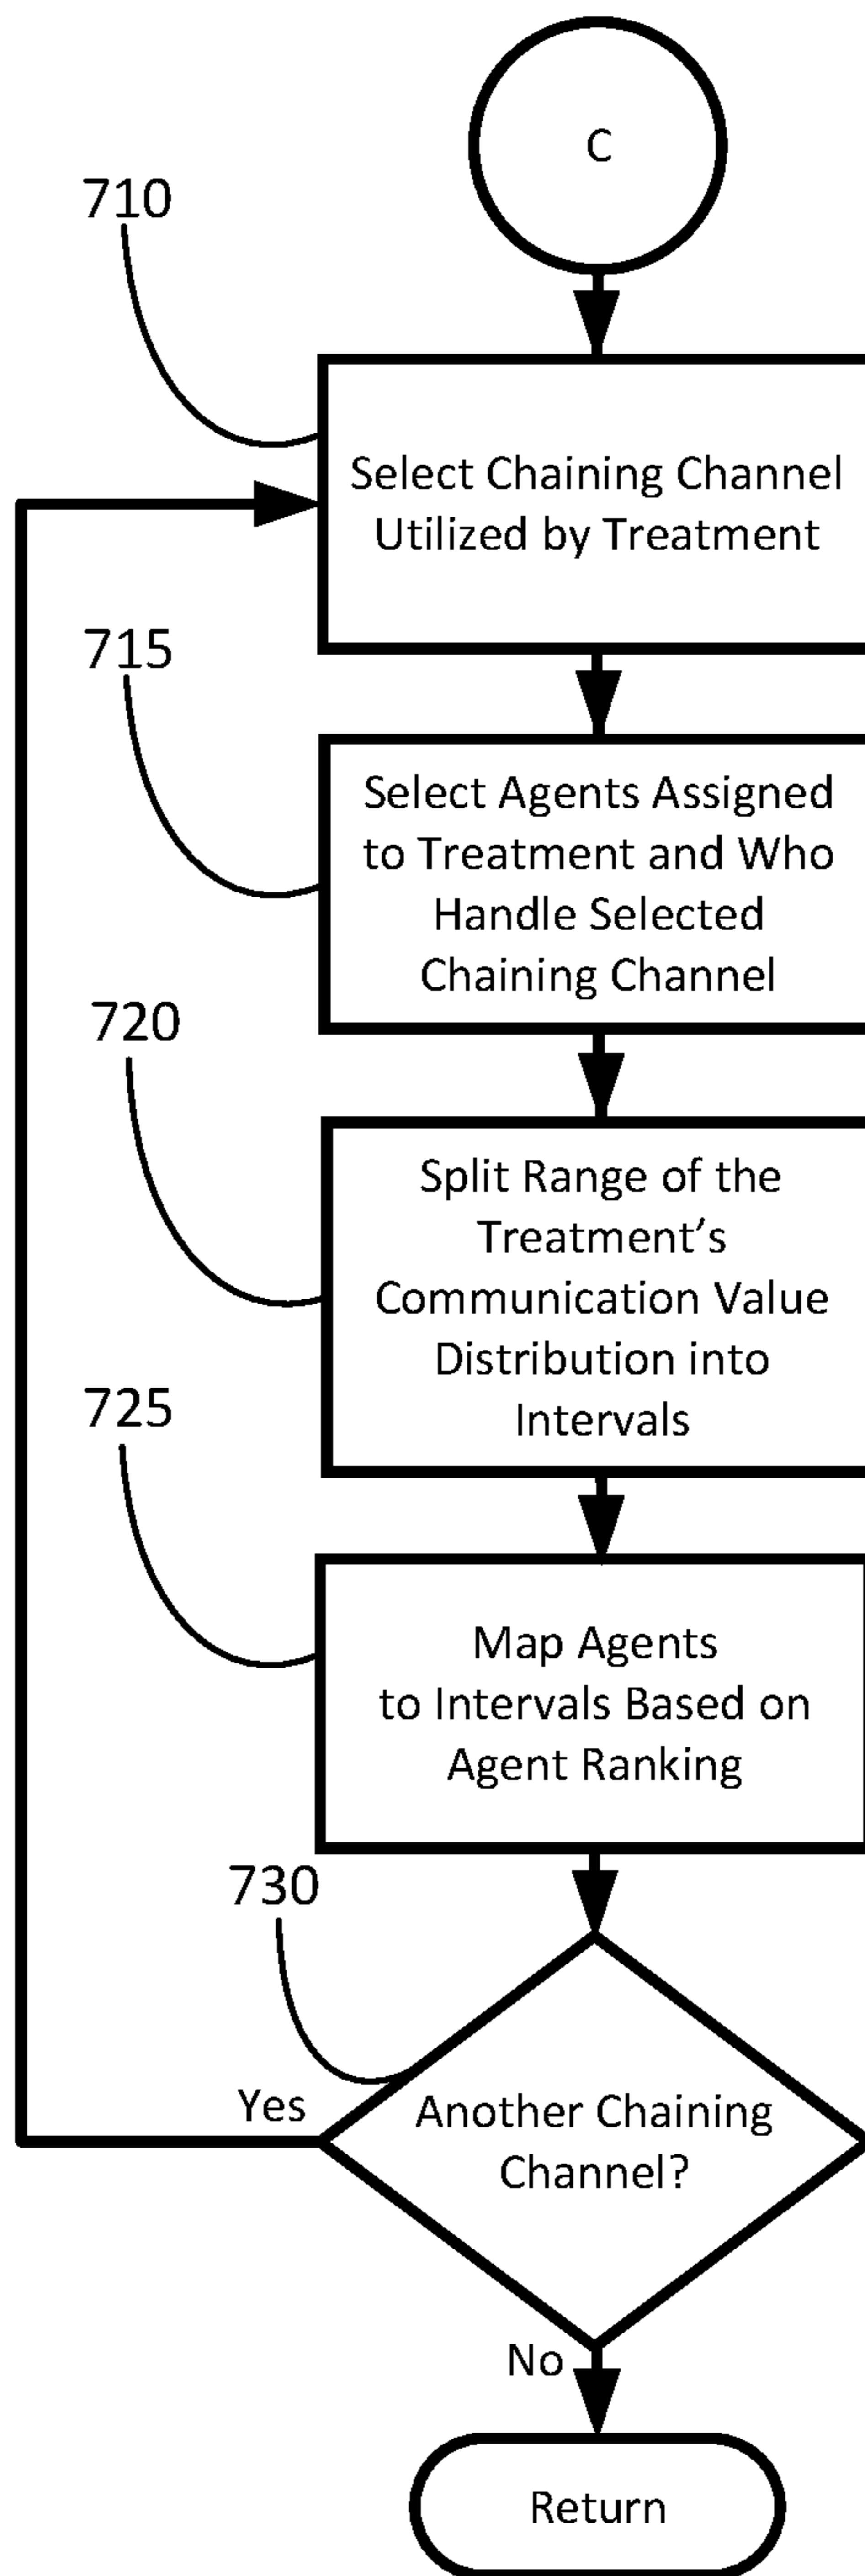 C
710
Select Chaining Channel
Utilized by Treatment
715
Select Agents Assigned
to Treatment and Who
Handle Selected
Chaining Channel
720
Split Range of the
Treatment’s
Communication Value
Distribution into
Intervals
725
Map Agents
to Intervals Based on
Agent Ranking
730
Yes
Another Chaining
Channel?
No
Return